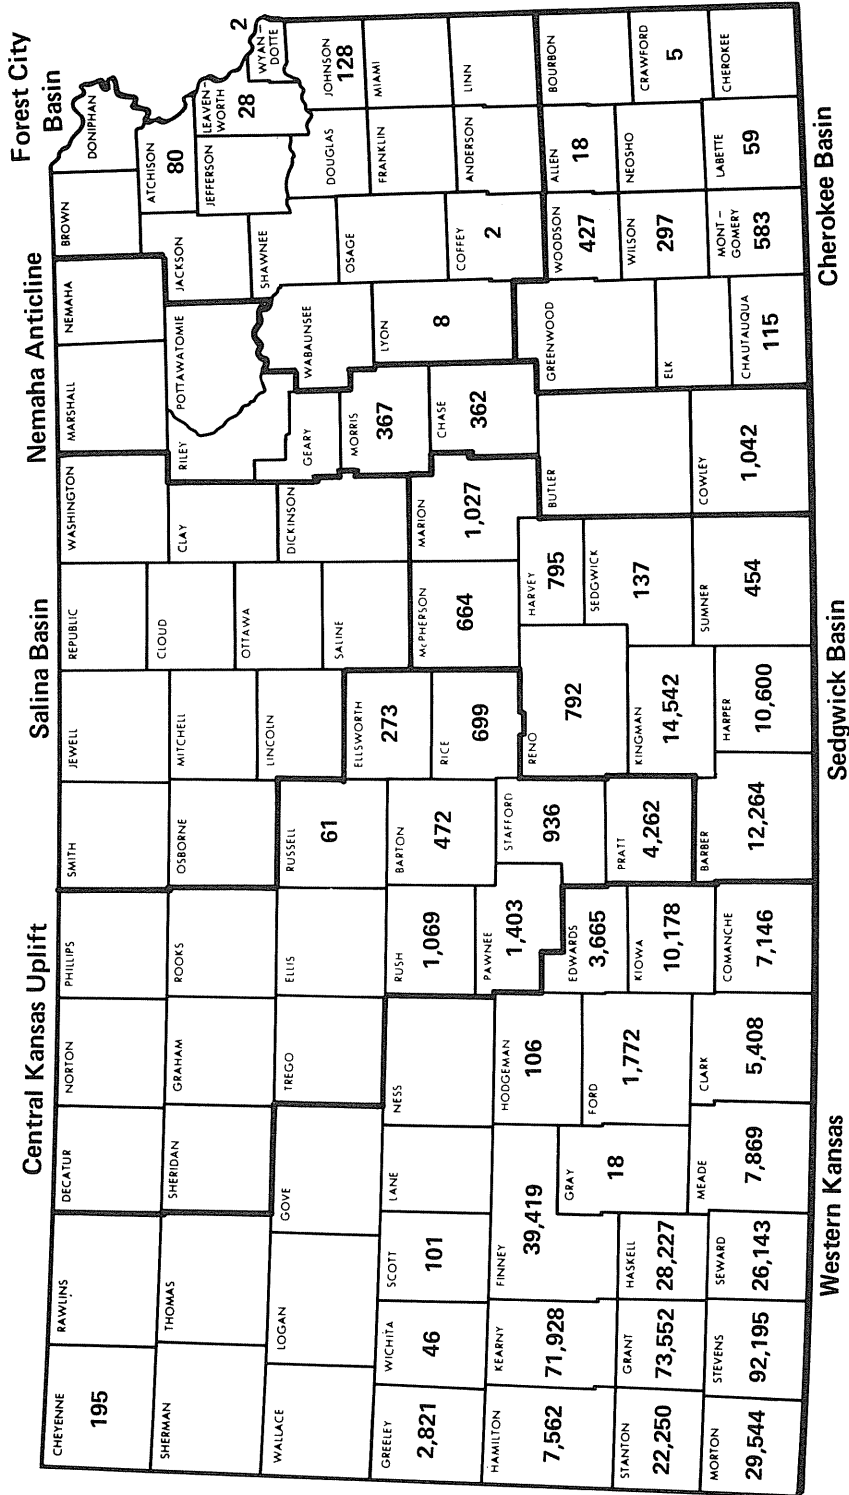 Central Kansas Uplift
Salina Basin
Nemaha Anticline
Forest City
Basin
CHEYENNE
195
RAWLINS
DECATUR
NORTON
PHILLIPS
SMITH
JEWELL
REPUBLIC
WASHINGTON
MARSHALL
NEMAHA
BROWN
DONIPHAN
SHERMAN
THOMAS
SHERIDAN
GRAHAM
ROOKS
OSBORNE
MITCHELL
CLOUD
CLAY
RILEY
POTTAWATOMIE
JACKSON
ATCHISON
80
JEFFERSON
LEAVEN-
WORTH
28
WYAN-
DOTTE
2
WALLACE
LOGAN
GOVE
TREGO
ELLIS
RUSSELL
61
LINCOLN
OTTAWA
SALINE
DICKINSON
GEARY
WABAUNSEE
SHAWNEE
DOUGLAS
JOHNSON
128
GREELEY
2,821
WICHITA
46
SCOTT
101
LANE
NESS
RUSH
1,069
BARTON
472
ELLSWORTH
273
RICE
699
McPHERSON
664
MARION
1,027
MORRIS
367
CHASE
362
LYON
8
OSAGE
COFFEY
2
FRANKLIN
ANDERSON
MIAMI
LINN
HAMILTON
7,562
KEARNY
71,928
FINNEY
39,419
HODGEMAN
106
PAWNEE
1,403
STAFFORD
936
RENO
792
HARVEY
795
BUTLER
GREENWOOD
WOODSON
427
ALLEN
18
BOURBON
STANTON
22,250
GRANT
73,552
HASKELL
28,227
GRAY
18
FORD
1,772
EDWARDS
3,665
KIOWA
10,178
PRATT
4,262
KINGMAN
14,542
SEDGWICK
137
ELK
WILSON
297
NEOSHO
CRAWFORD
5
MORTON
29,544
STEVENS
92,195
SEWARD
26,143
MEADE
7,869
CLARK
5,408
COMANCHE
7,146
BARBER
12,264
HARPER
10,600
SUMNER
454
COWLEY
1,042
CHAUTAUQUA
115
MONT-
GOMERY
583
LABETTE
59
CHEROKEE
Western Kansas
Sedgwick Basin
Cherokee Basin